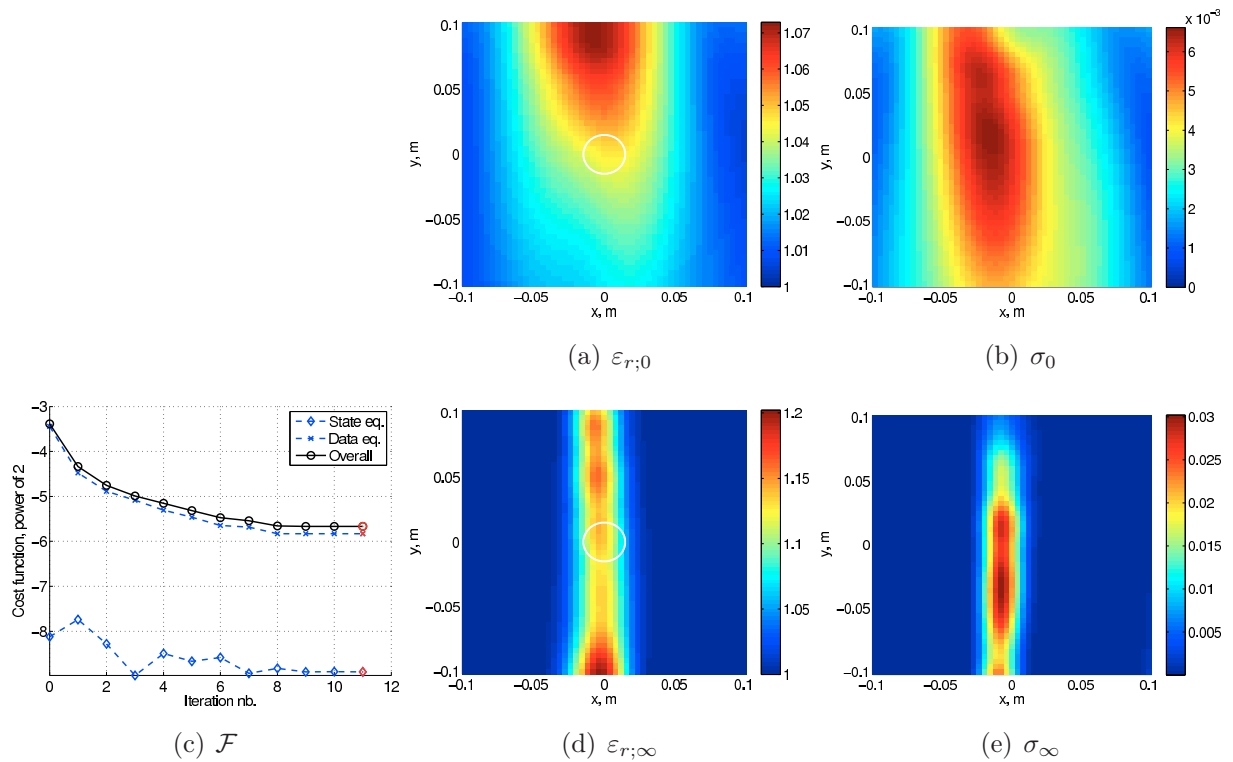 0.1
0.05
0
−0.05
−0.1
y, m
−0.1 −0.05 0 0.05 0.1
x, m
1.07
1.06
1.05
1.04
1.03
1.02
1.01
1
(a) εr;0
0.1
0.05
0
−0.05
−0.1
y, m
−0.1 −0.05 0 0.05 0.1
x, m
x 10−3
6
5
4
3
2
1
0
(b) σ0
−3
−4
−5
−6
−7
−8
Cost function, power of 2
0 2 4 6 8 10 12
Iteration nb.
State eq.
Data eq.
Overall
(c) ℱ
0.1
0.05
0
−0.05
−0.1
y, m
−0.1 −0.05 0 0.05 0.1
x, m
1.2
1.15
1.1
1.05
1
(d) εr;∞
0.1
0.05
0
−0.05
−0.1
y, m
−0.1 −0.05 0 0.05 0.1
x, m
0.03
0.025
0.02
0.015
0.01
0.005
(e) σ∞